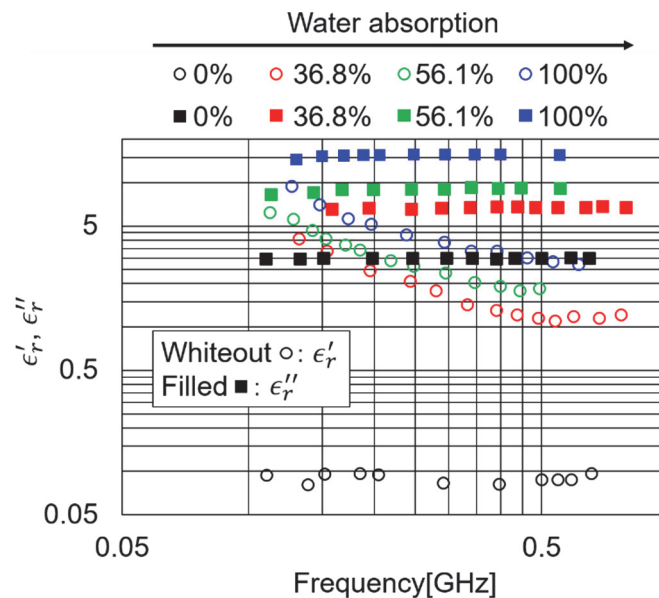 Water absorption
0% 36.8% 56.1% 100%
0% 36.8% 56.1% 100%
5
0.5
0.05
ϵ′r, ϵ″r
Whiteout ○: ϵ′r
Filled ■: ϵ″r
0.05 0.5
Frequency[GHz]